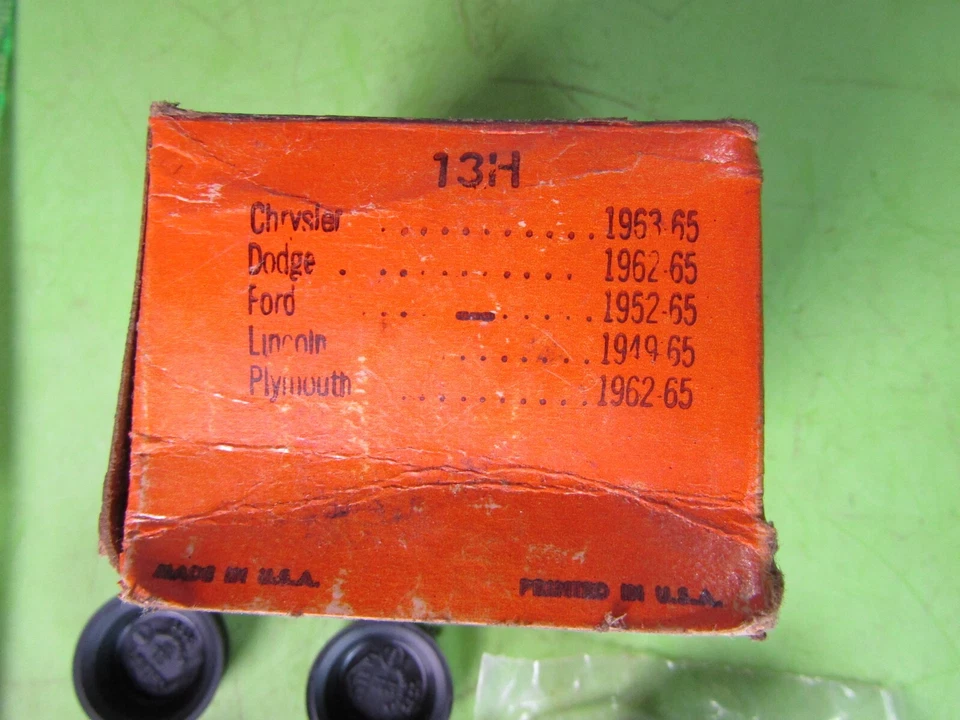 13H
Chrysler . . . . . . . . . . . 1963-65
Dodge . . . . . . . . . . . 1962-65
Ford . . . - . . . . . . 1952-65
Lincoln . . . . . . . . 1949-65
Plymouth . . . . . . . . . . 1962-65
MADE IN U.S.A. PRINTED IN U.S.A.